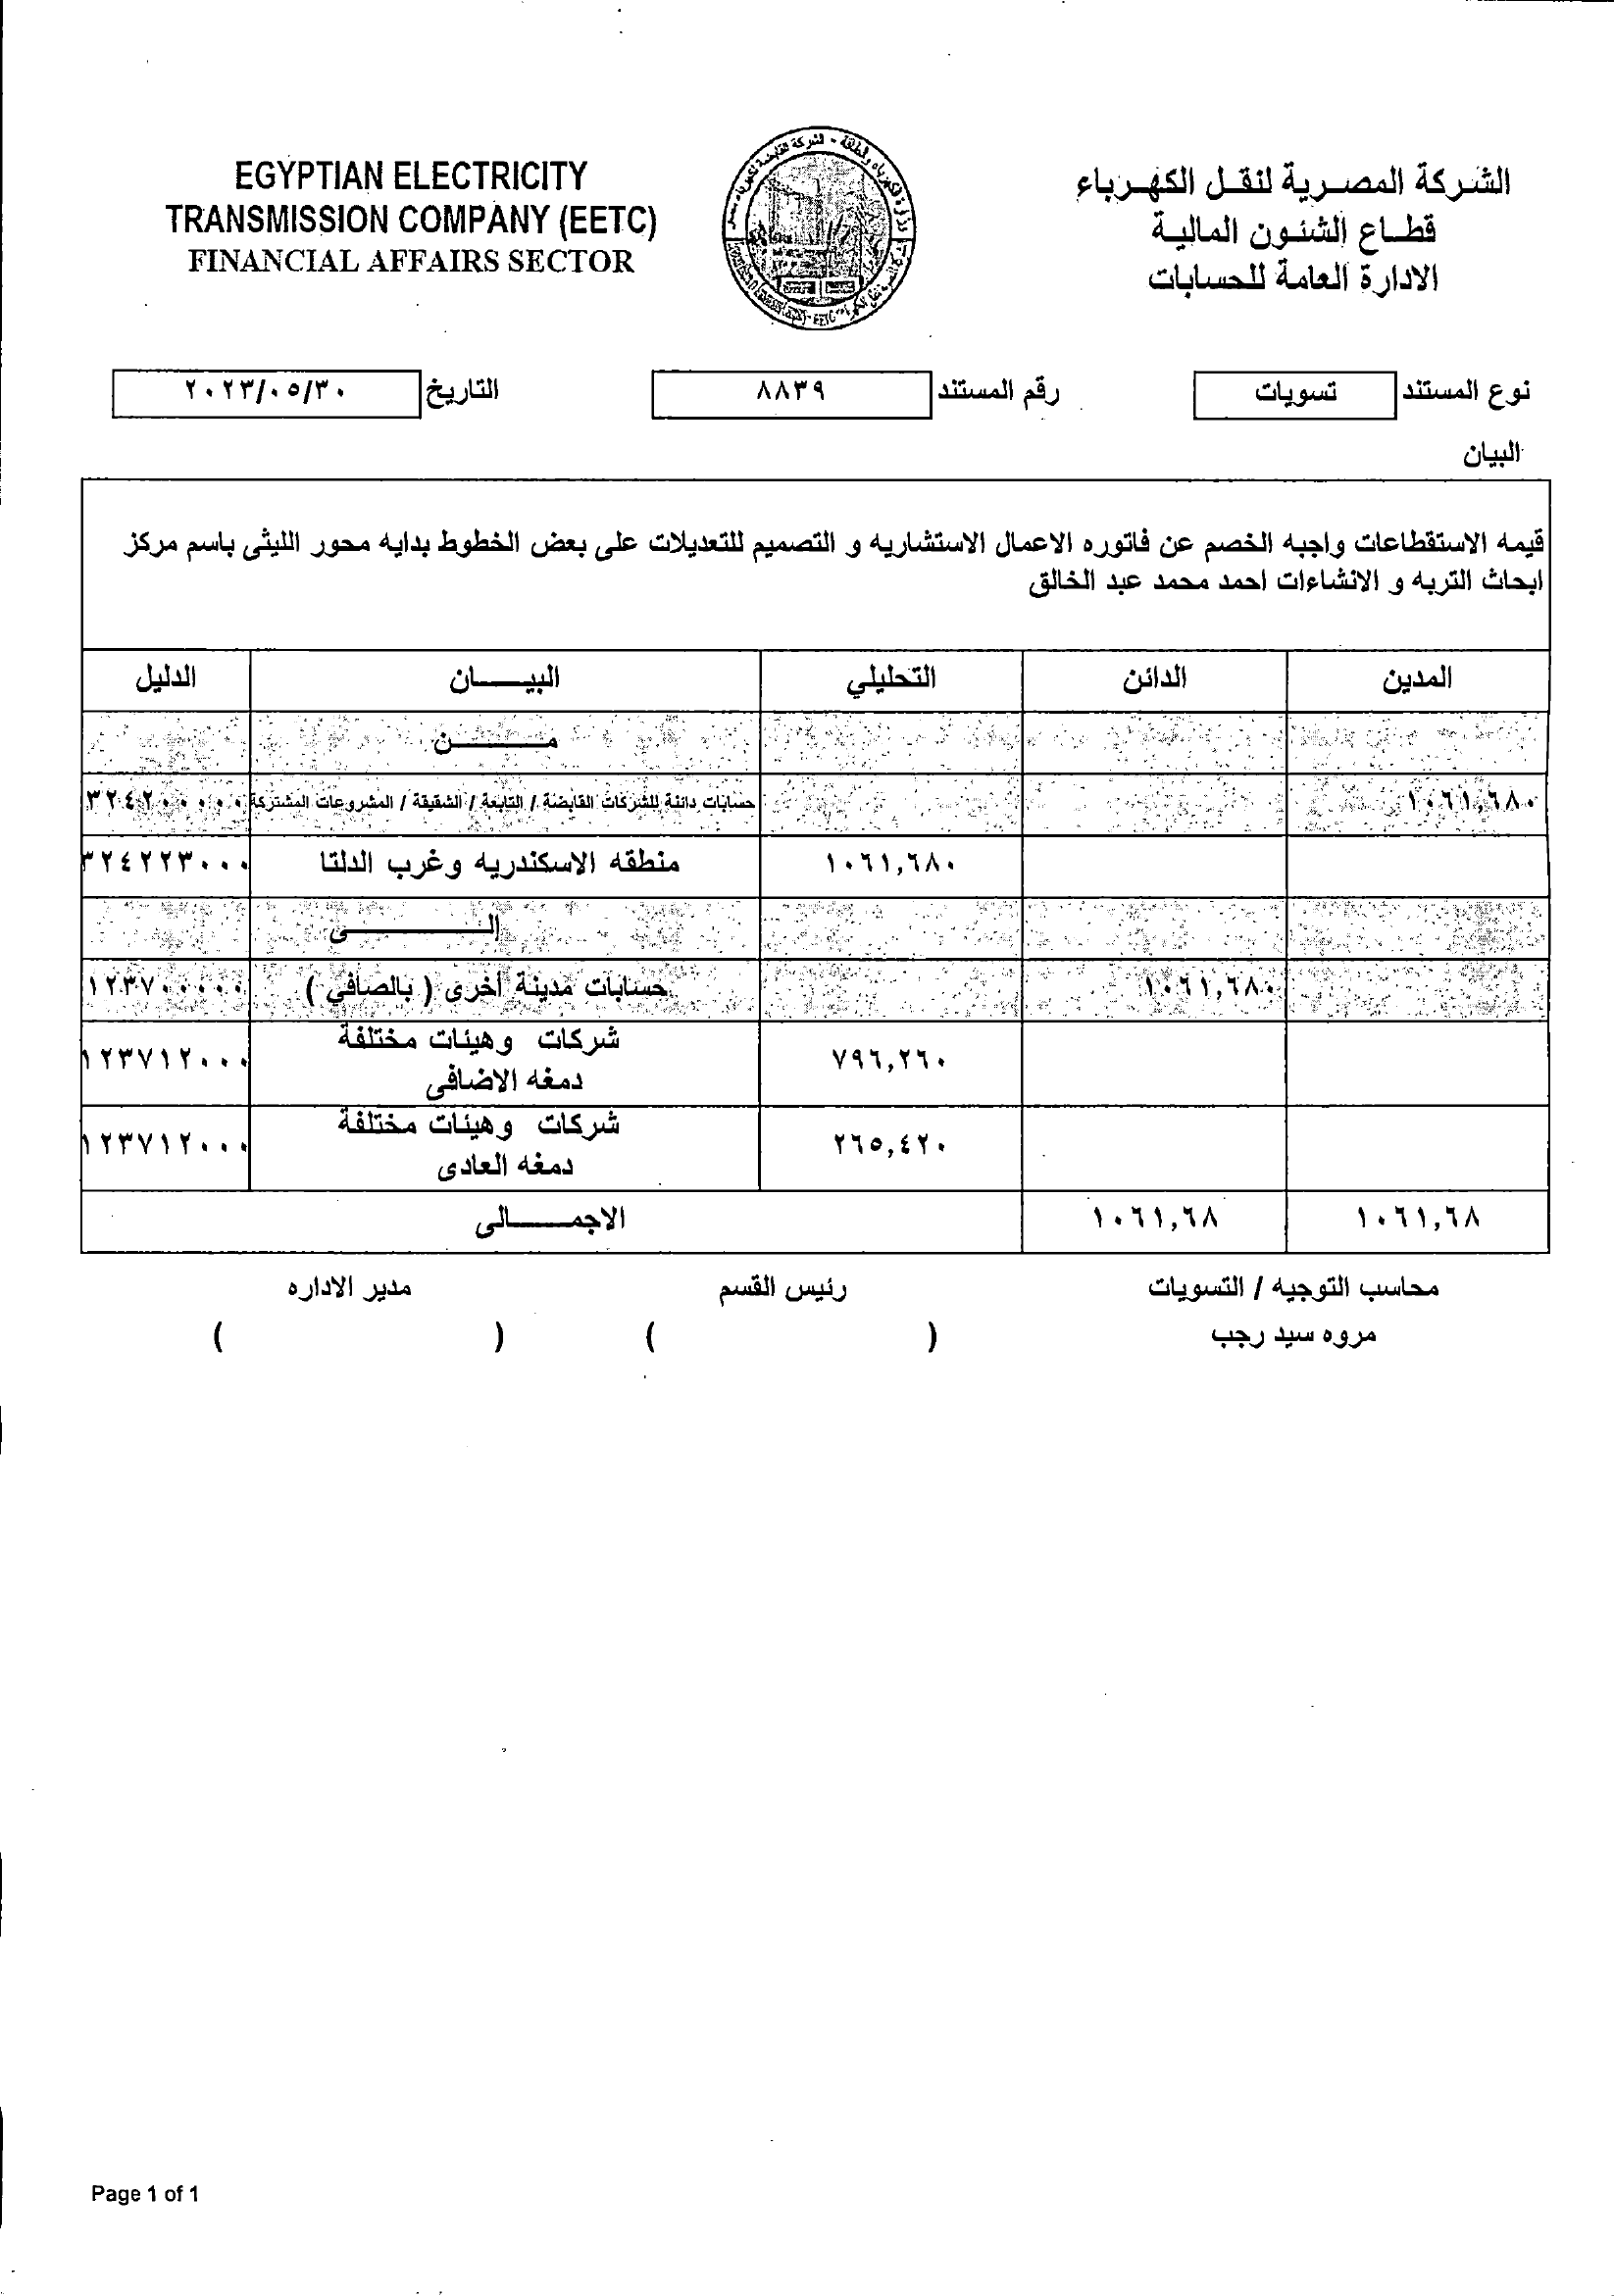 EGYPTIAN ELECTRICITY
TRANSMISSION COMPANY (EETC)
FINANCIAL AFFAIRS SECTOR
الشركة المصرية لنقل الكهرباء
قطاع الشئون المالية
الادارة العامة للحسابات
نوع المستند تسويات رقم المستند ٨٨٣٩ التاريخ ٢٠٢٣/٠٥/٣٠
البيان
قيمه الاستقطاعات واجبه الخصم عن فاتوره الاعمال الاستشاريه و التصميم للتعديلات على بعض الخطوط بدايه محور الليثى باسم مركز
ابحاث التربه و الانشاءات احمد محمد عبد الخالق
المدين الدائن التحليلي البيـــان الدليل
مـــــن
١٠٦١,٦٨٠ حسابات دائنة للشركات القابضة / التابعة / الشقيقة / المشروعات المشتركة ٣٢٤٢٠٠٠٠٠
١٠٦١,٦٨٠ منطقه الاسكندريه وغرب الدلتا ٣٢٤٢٢٣٠٠٠
الـــــــى
١٠٦١,٦٨٠ حسابات مدينة أخرى ( بالصافي ) ١٢٣٧٠٠٠٠٠
٧٩٦,٢٦٠ شركات وهيئات مختلفة ١٢٣٧١٢٠٠٠
دمغه الاضافى
٢٦٥,٤٢٠ شركات وهيئات مختلفة ١٢٣٧١٢٠٠٠
دمغه العادى
١٠٦١,٦٨ ١٠٦١,٦٨ الاجمــــالى
محاسب التوجيه / التسويات رئيس القسم مدير الاداره
مروه سيد رجب ( ) ( )
Page 1 of 1